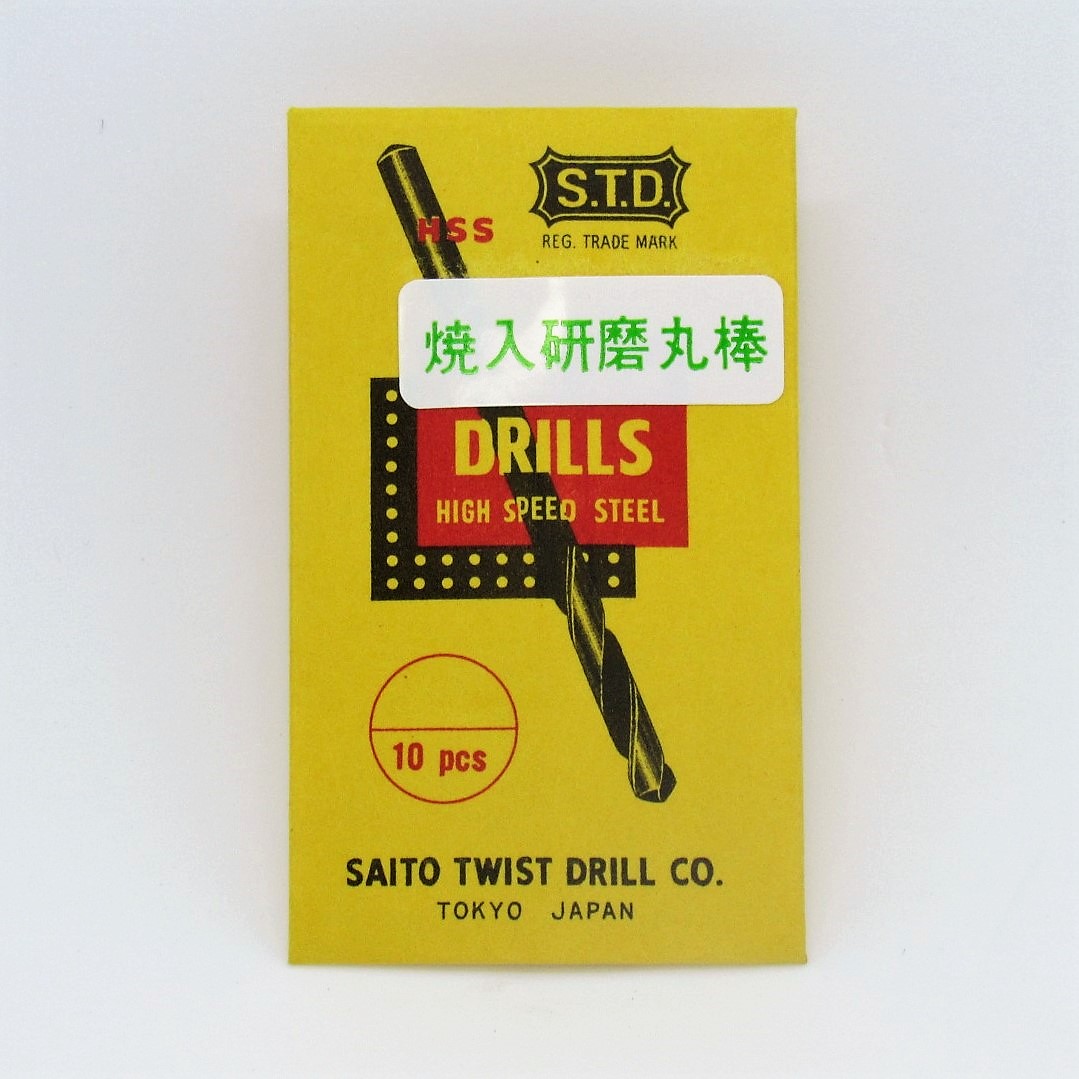 S.T.D.
REG. TRADE MARK
HSS
焼入研磨丸棒
DRILLS
HIGH SPEED STEEL
10 pcs
SAITO TWIST DRILL CO.
TOKYO JAPAN